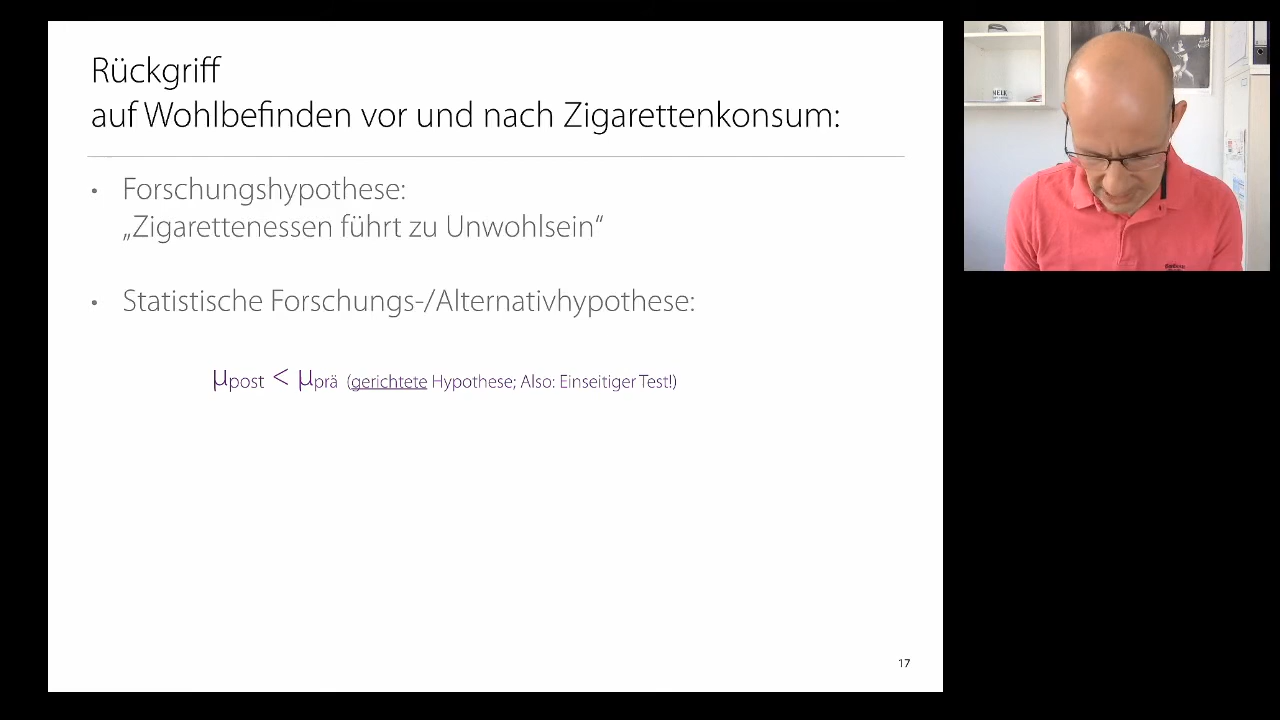 Rückgriff
auf Wohlbefinden vor und nach Zigarettenkonsum:
• Forschungshypothese:
„Zigarettenessen führt zu Unwohlsein“
• Statistische Forschungs-/Alternativhypothese:
μpost < μprä (gerichtete Hypothese; Also: Einseitiger Test!)
17